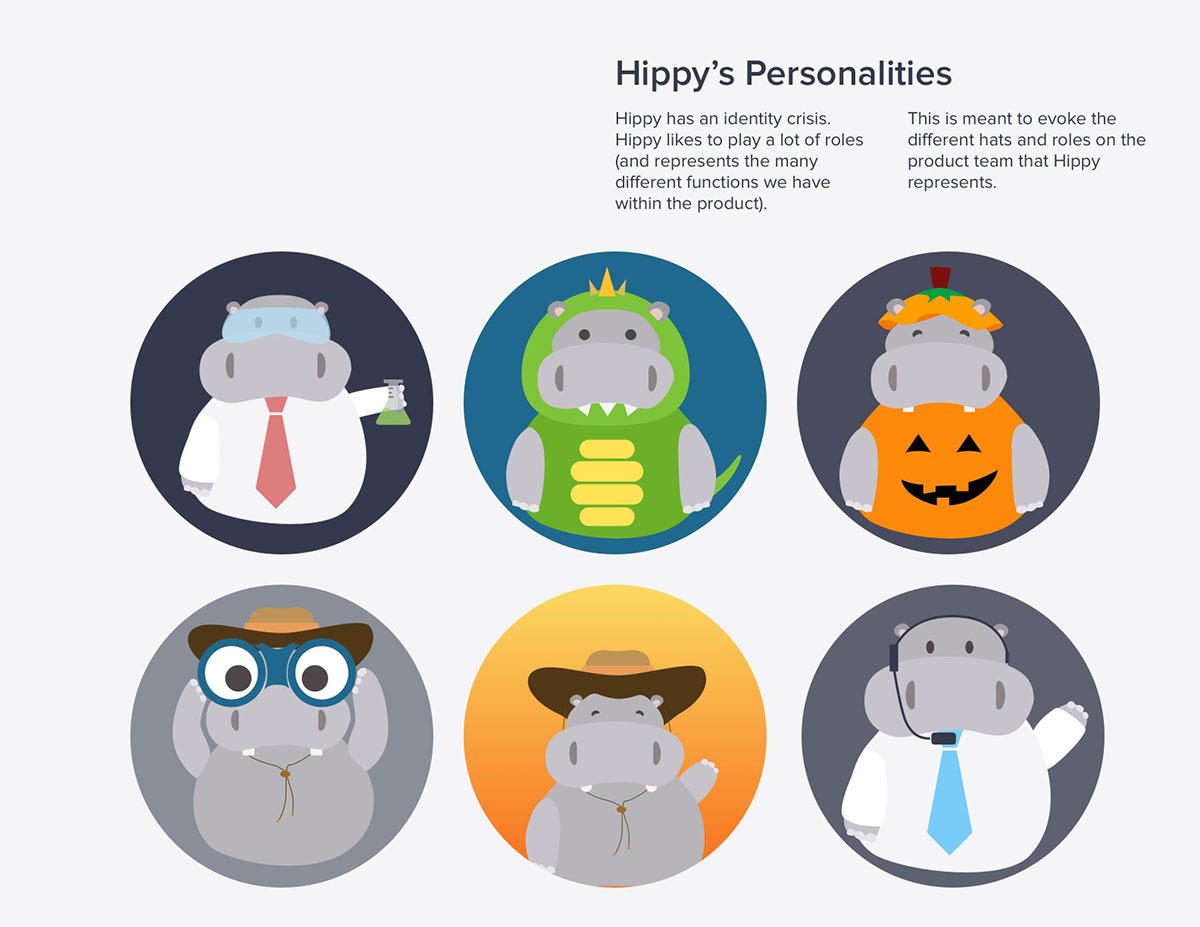 Hippy’s Personalities
Hippy has an identity crisis.
Hippy likes to play a lot of roles
(and represents the many
different functions we have
within the product).
This is meant to evoke the
different hats and roles on the
product team that Hippy
represents.